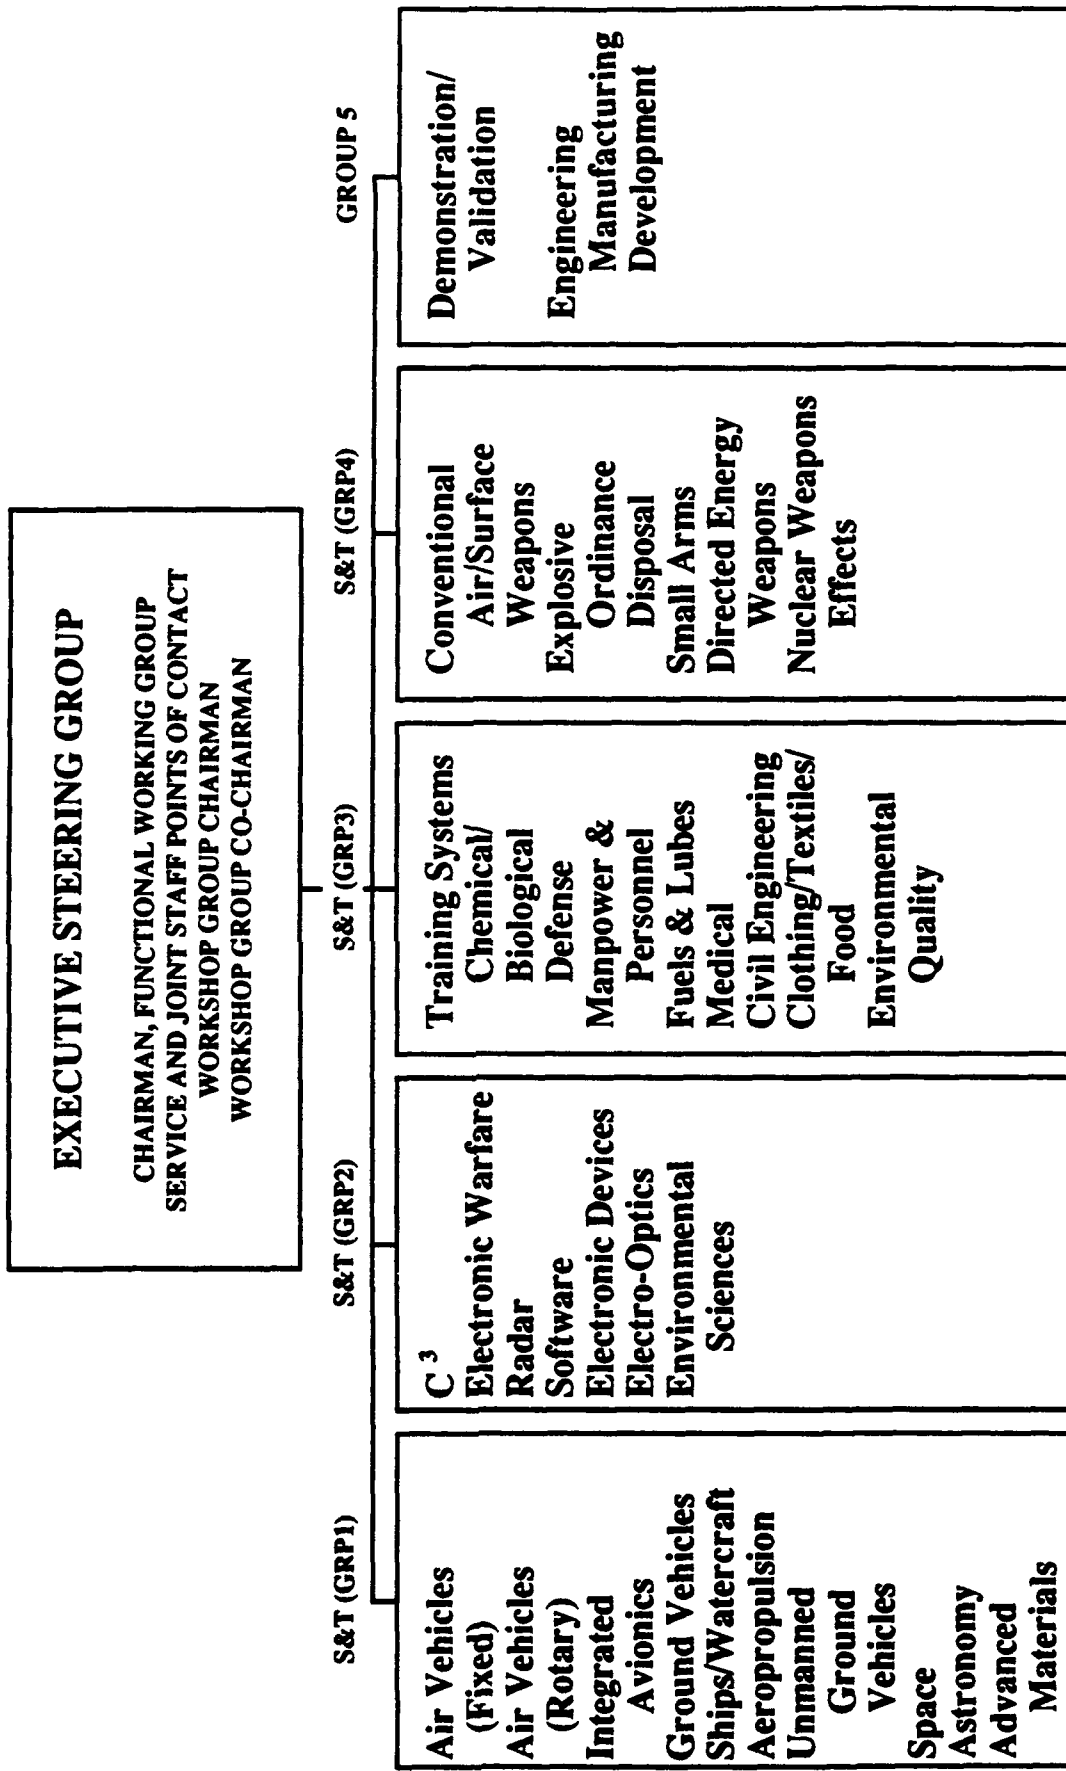 EXECUTIVE STEERING GROUP
CHAIRMAN, FUNCTIONAL WORKING GROUP
SERVICE AND JOINT STAFF POINTS OF CONTACT
WORKSHOP GROUP CHAIRMAN
WORKSHOP GROUP CO-CHAIRMAN
S&T (GRP1)
Air Vehicles
(Fixed)
Air Vehicles
(Rotary)
Integrated
Avionics
Ground Vehicles
Ships/Watercraft
Aeropropulsion
Unmanned
Ground
Vehicles
Space
Astronomy
Advanced
Materials
S&T (GRP2)
C 3
Electronic Warfare
Radar
Software
Electronic Devices
Electro-Optics
Environmental
Sciences
S&T (GRP3)
Training Systems
Chemical/
Biological
Defense
Manpower &
Personnel
Fuels & Lubes
Medical
Civil Engineering
Clothing/Textiles/
Food
Environmental
Quality
S&T (GRP4)
Conventional
Air/Surface
Weapons
Explosive
Ordinance
Disposal
Small Arms
Directed Energy
Weapons
Nuclear Weapons
Effects
GROUP 5
Demonstration/
Validation
Engineering
Manufacturing
Development